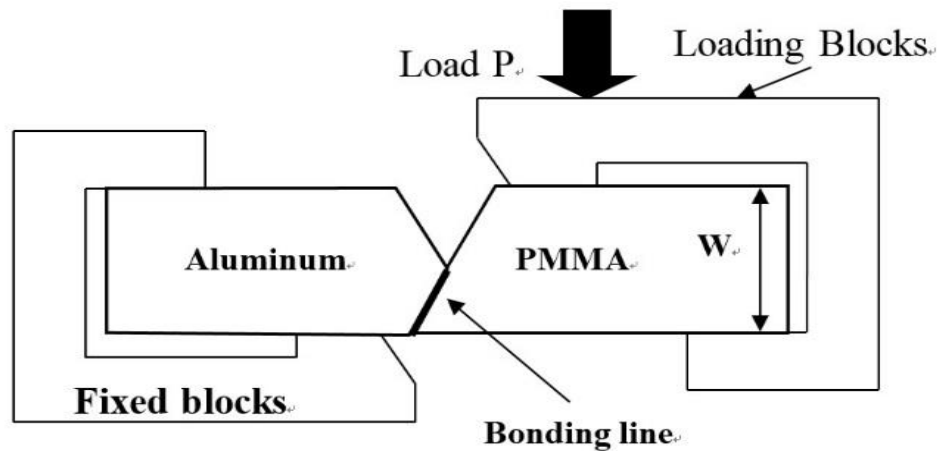 Load P
Loading Blocks
Aluminum
PMMA
W
Fixed blocks
Bonding line